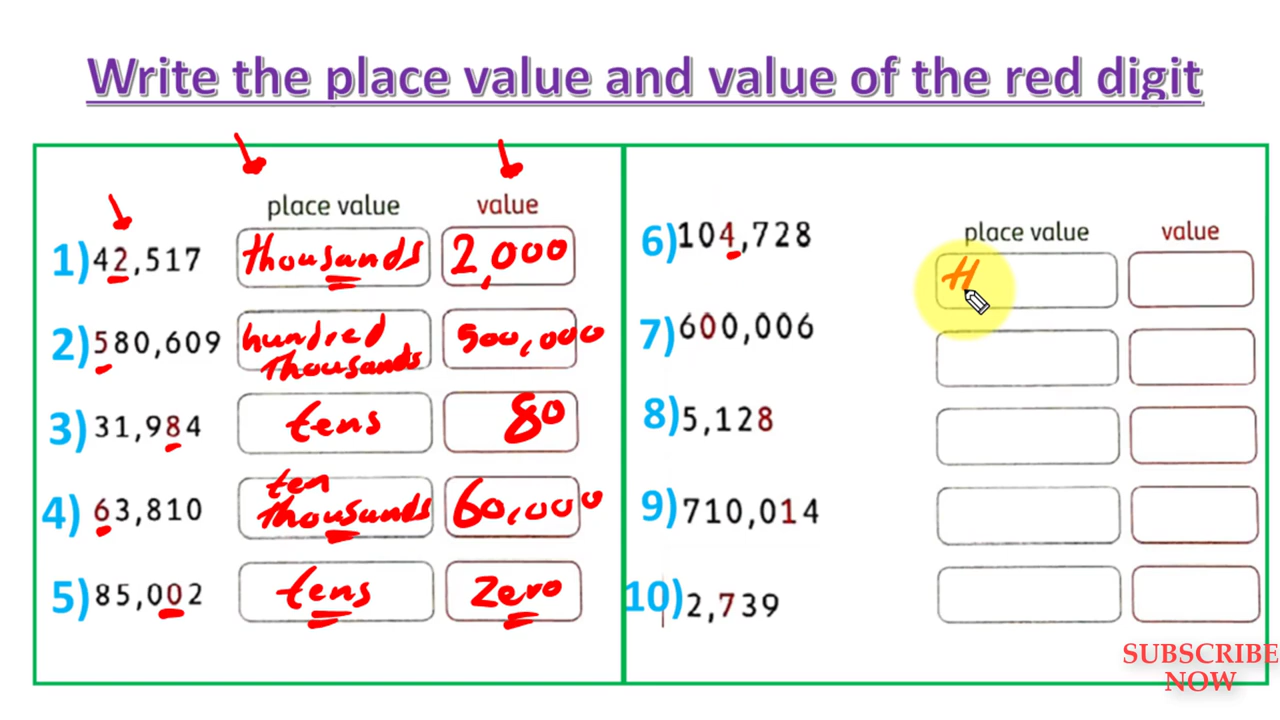 Write the place value and value of the red digit
place value value
1) 42,517 thousands 2,000
2) 580,609 hundred thousands 500,000
3) 31,984 tens 80
4) 63,810 ten thousands 60,000
5) 85,002 tens zero
place value value
6) 104,728 H
7) 600,006
8) 5,128
9) 710,014
10) 2,739
SUBSCRIBE
NOW